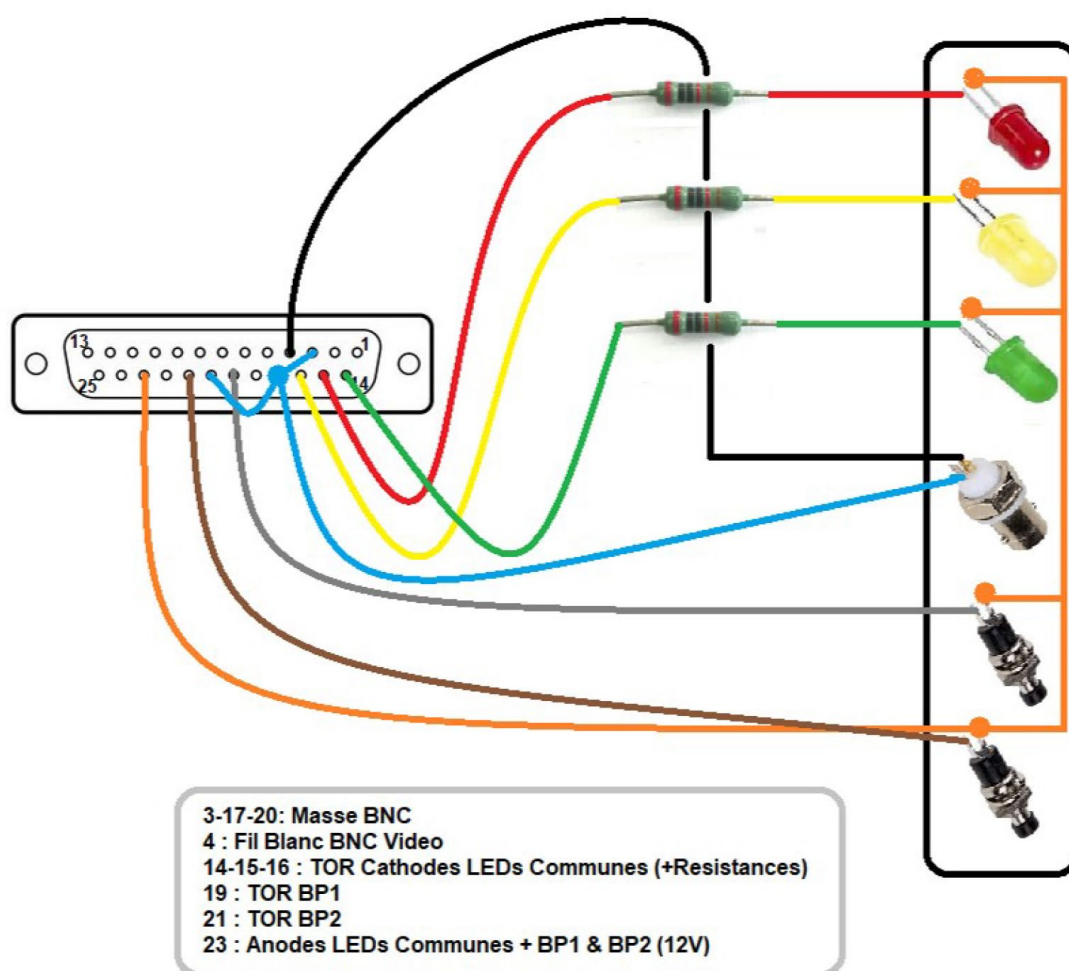 13
1
25
14
3-17-20: Masse BNC
4 : Fil Blanc BNC Video
14-15-16 : TOR Cathodes LEDs Communes (+Resistances)
19 : TOR BP1
21 : TOR BP2
23 : Anodes LEDs Communes + BP1 & BP2 (12V)